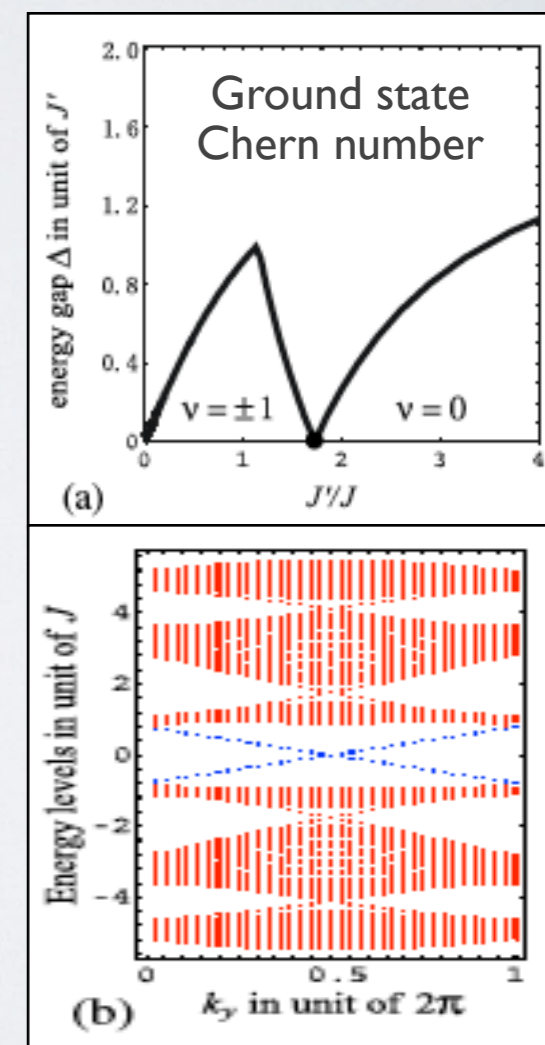 2.0
Ground state
Chern number
1.6
1.2
0.8
0.4
0
energy gap Δ in unit of J'
ν = ±1
ν = 0
0 1 2 3 4
(a)
J'/J
4
2
0
−2
−4
Energy levels in unit of J
0 0.5 1
(b)
k_y in unit of 2π